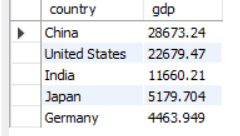 country gdp
China 28673.24
United States 22679.47
India 11660.21
Japan 5179.704
Germany 4463.949